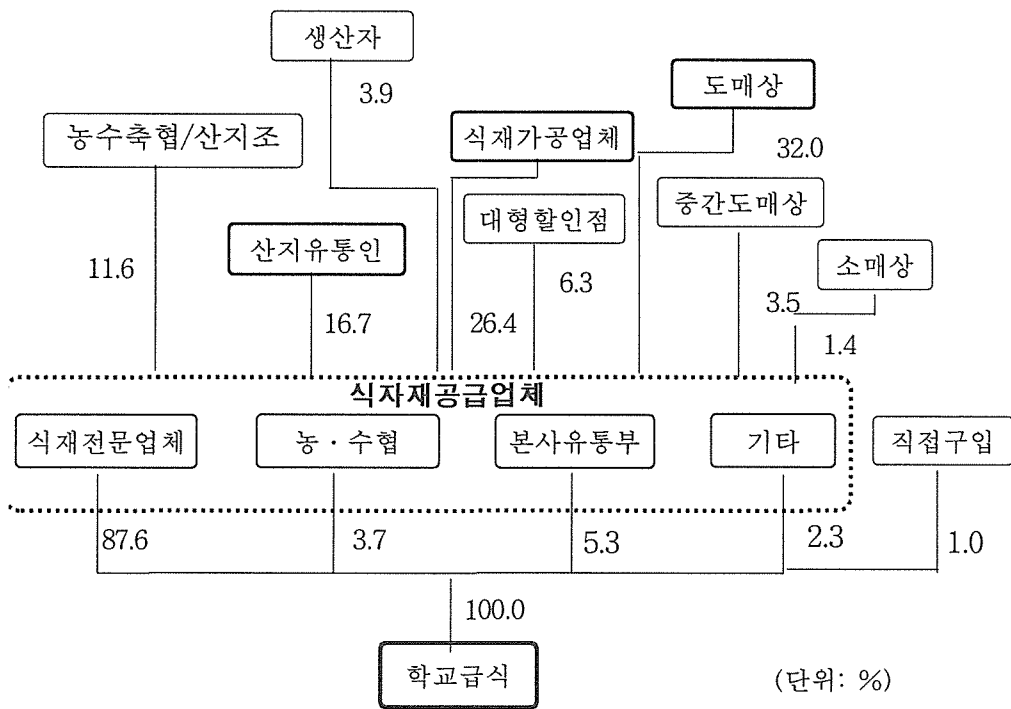 생산자
3.9
도매상
농수축협/산지조
식재가공업체
32.0
대형할인점
중간도매상
산지유통인
소매상
11.6
6.3
3.5
16.7
26.4
1.4
식자재공급업체
식재전문업체
농·수협
본사유통부
기타
직접구입
87.6
3.7
5.3
2.3
1.0
100.0
학교급식
(단위: %)